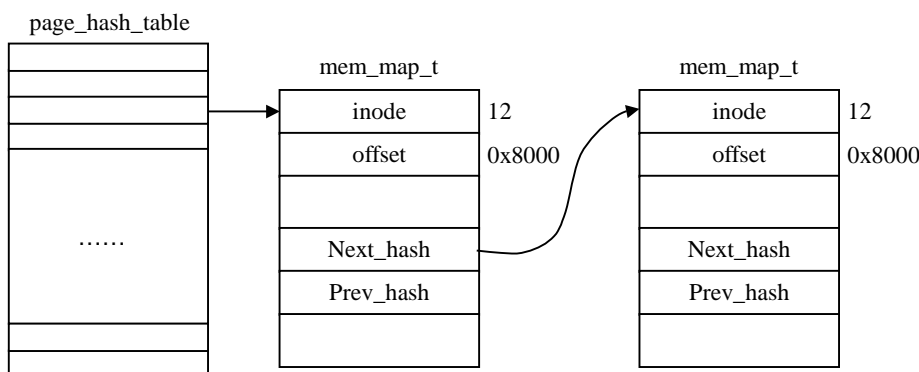 page_hash_table
mem_map_t
mem_map_t
inode
12
inode
12
offset
0x8000
offset
0x8000
……
Next_hash
Next_hash
Prev_hash
Prev_hash